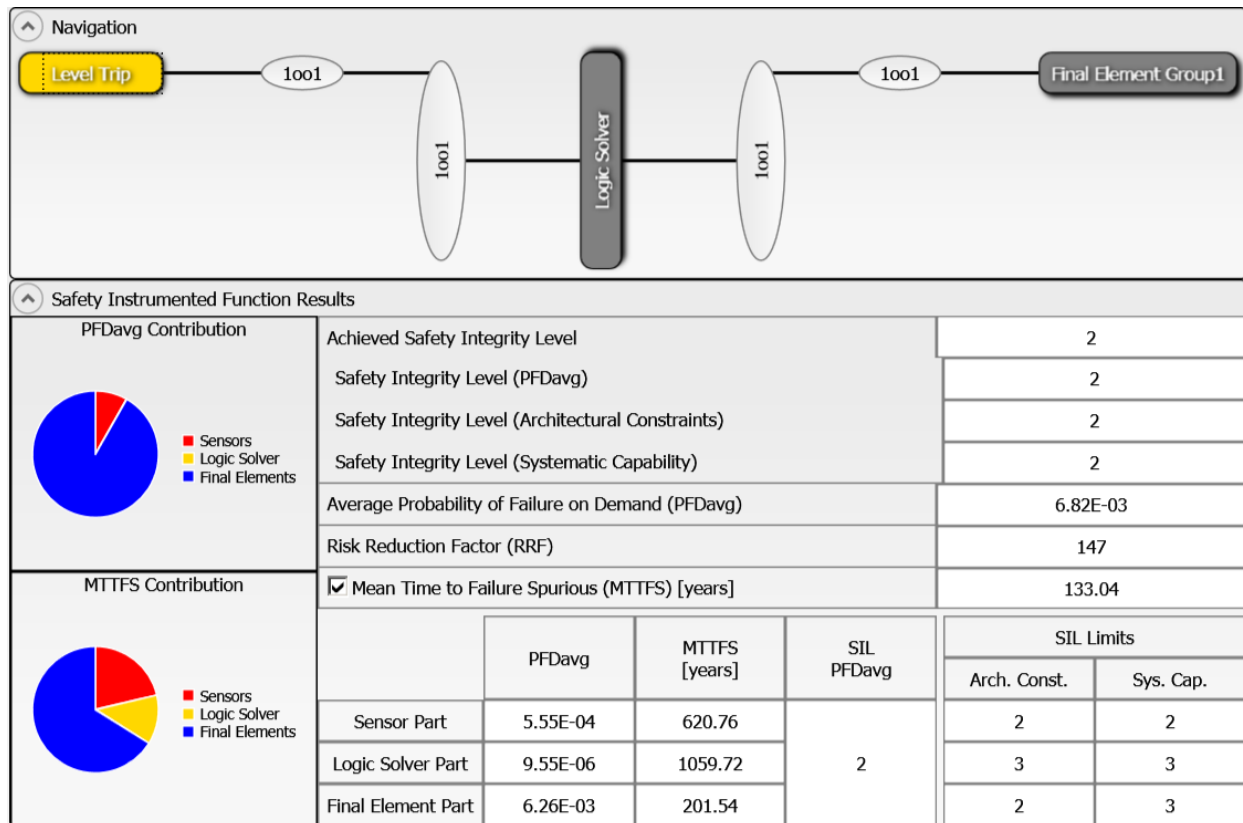 Navigation
Level Trip
1oo1
1oo1
Logic Solver
1oo1
1oo1
Final Element Group1
Safety Instrumented Function Results
PFDavg Contribution
Sensors
Logic Solver
Final Elements
MTTFS Contribution
Sensors
Logic Solver
Final Elements
Achieved Safety Integrity Level 2
Safety Integrity Level (PFDavg) 2
Safety Integrity Level (Architectural Constraints) 2
Safety Integrity Level (Systematic Capability) 2
Average Probability of Failure on Demand (PFDavg) 6.82E-03
Risk Reduction Factor (RRF) 147
Mean Time to Failure Spurious (MTTFS) [years] 133.04
PFDavg MTTFS [years] SIL PFDavg SIL Limits
Arch. Const. Sys. Cap.
Sensor Part 5.55E-04 620.76 2 2
Logic Solver Part 9.55E-06 1059.72 2 3 3
Final Element Part 6.26E-03 201.54 2 3